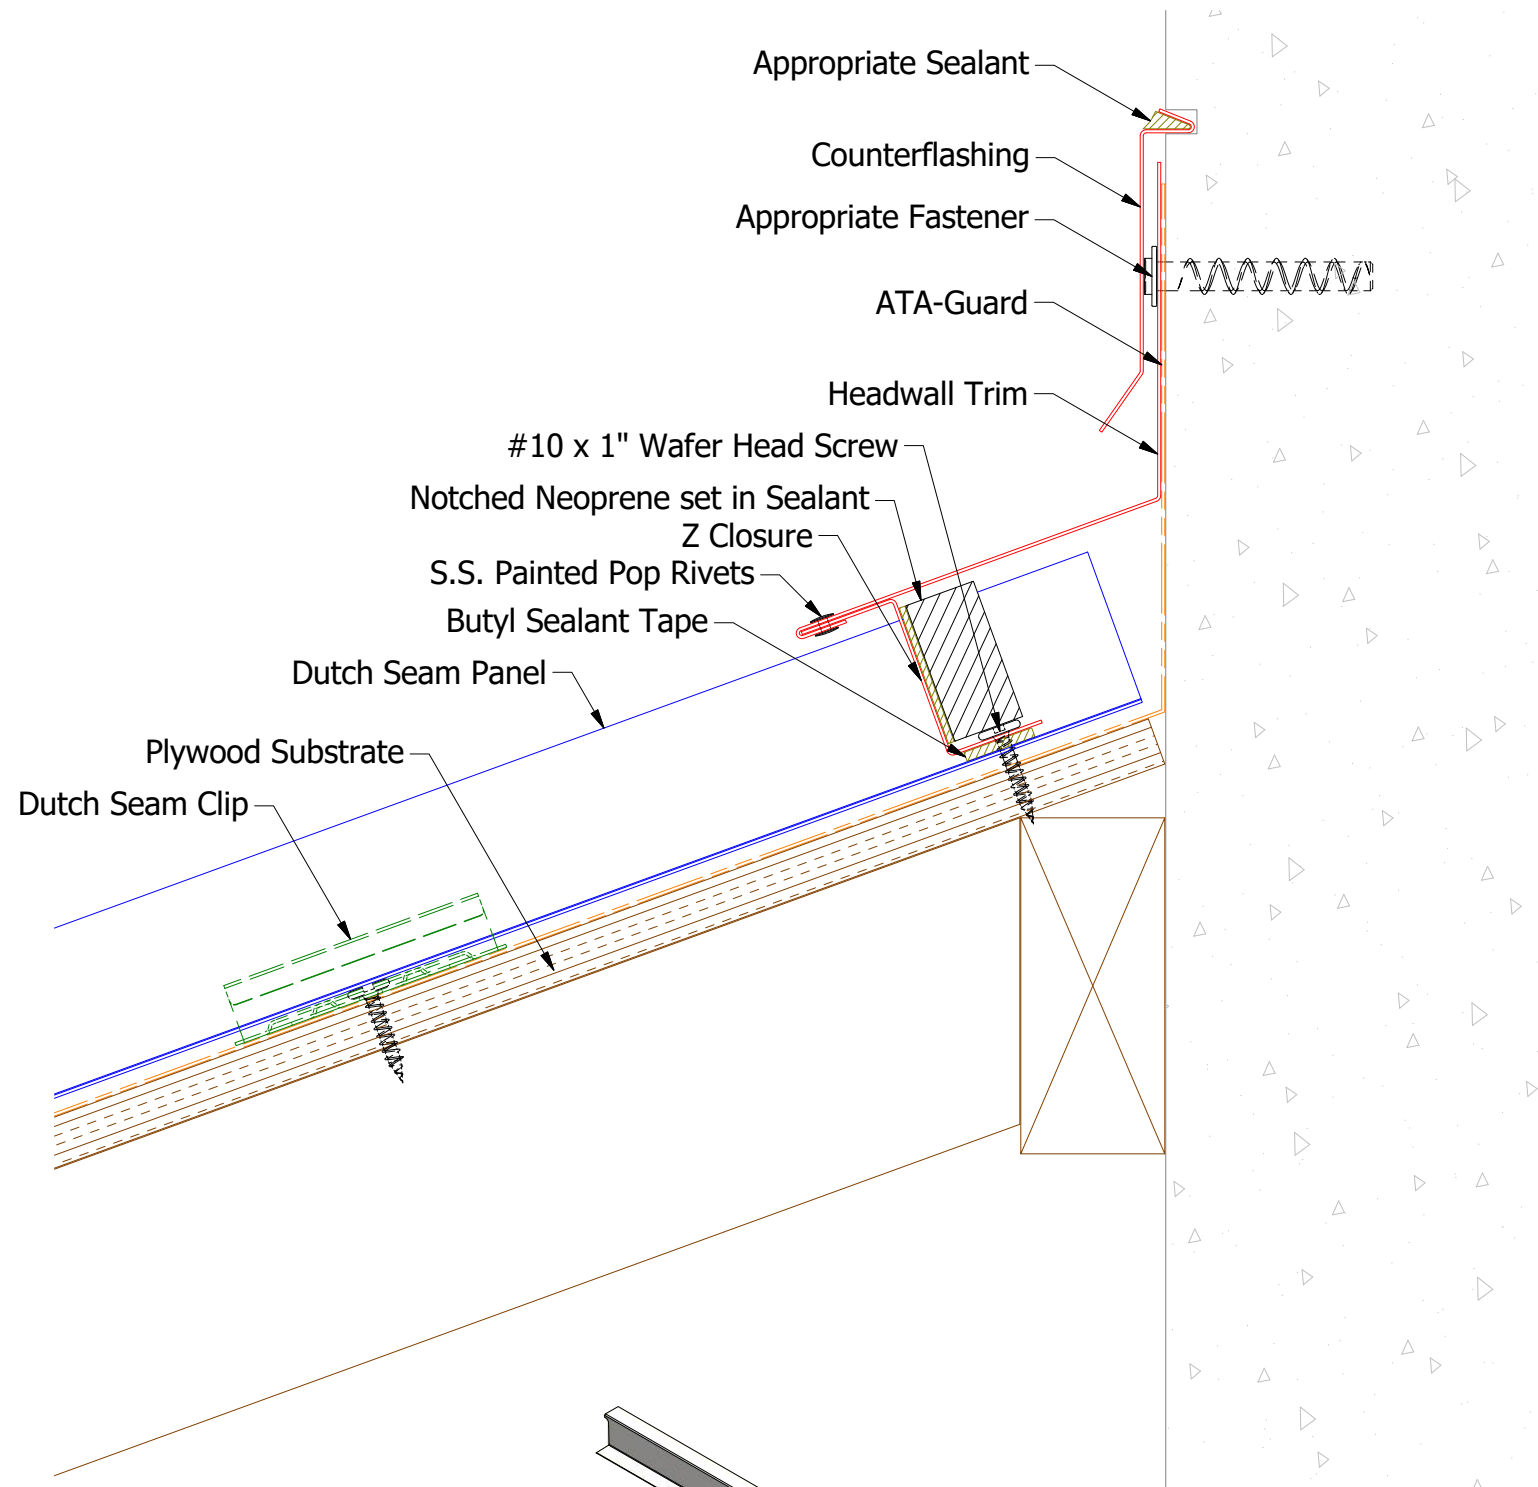 Appropriate Sealant
Counterflashing
Appropriate Fastener
ATA-Guard
Headwall Trim
#10 x 1" Wafer Head Screw
Notched Neoprene set in Sealant
Z Closure
S.S. Painted Pop Rivets
Butyl Sealant Tape
Dutch Seam Panel
Plywood Substrate
Dutch Seam Clip